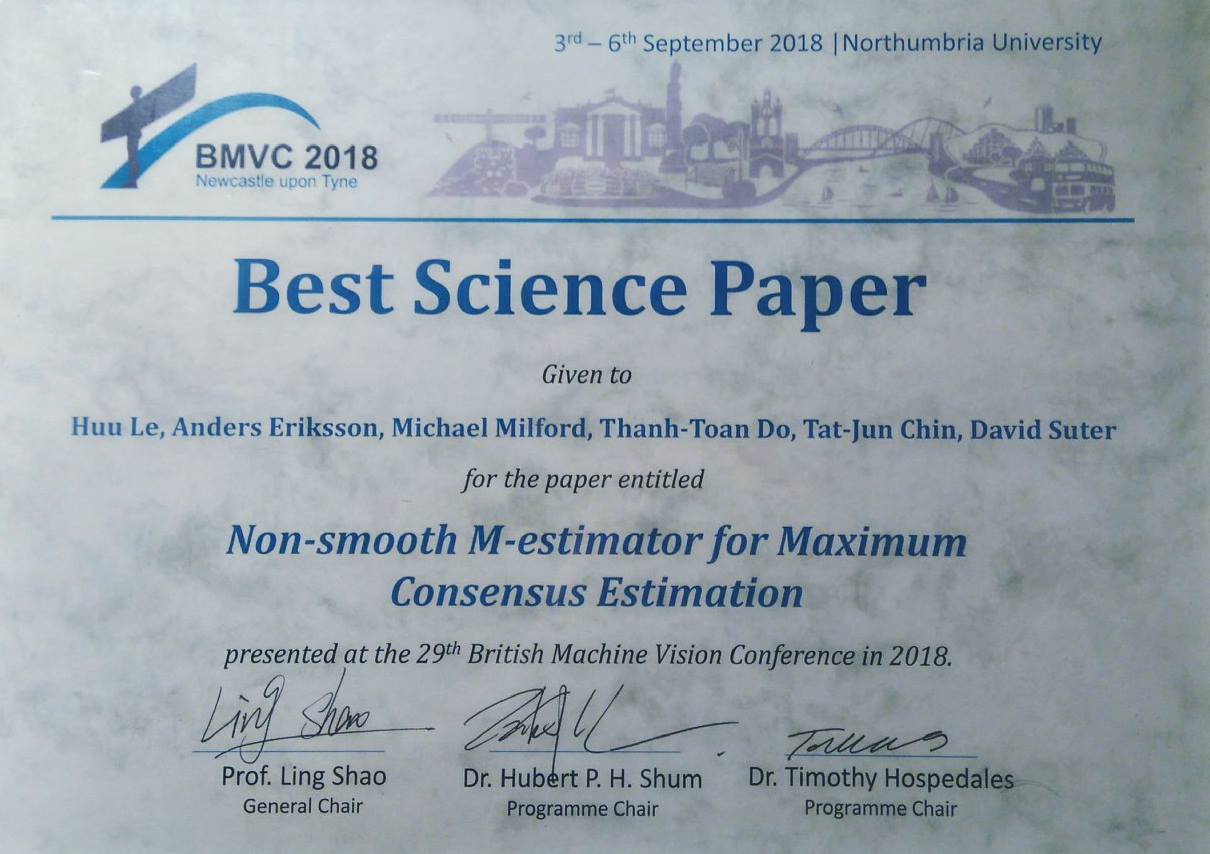 3rd – 6th September 2018 | Northumbria University
BMVC 2018
Newcastle upon Tyne
Best Science Paper
Given to
Huu Le, Anders Eriksson, Michael Milford, Thanh-Toan Do, Tat-Jun Chin, David Suter
for the paper entitled
Non-smooth M-estimator for Maximum
Consensus Estimation
presented at the 29th British Machine Vision Conference in 2018.
Ling Shao
Prof. Ling Shao
General Chair
Dr. Hubert P. H. Shum
Programme Chair
Dr. Timothy Hospedales
Programme Chair